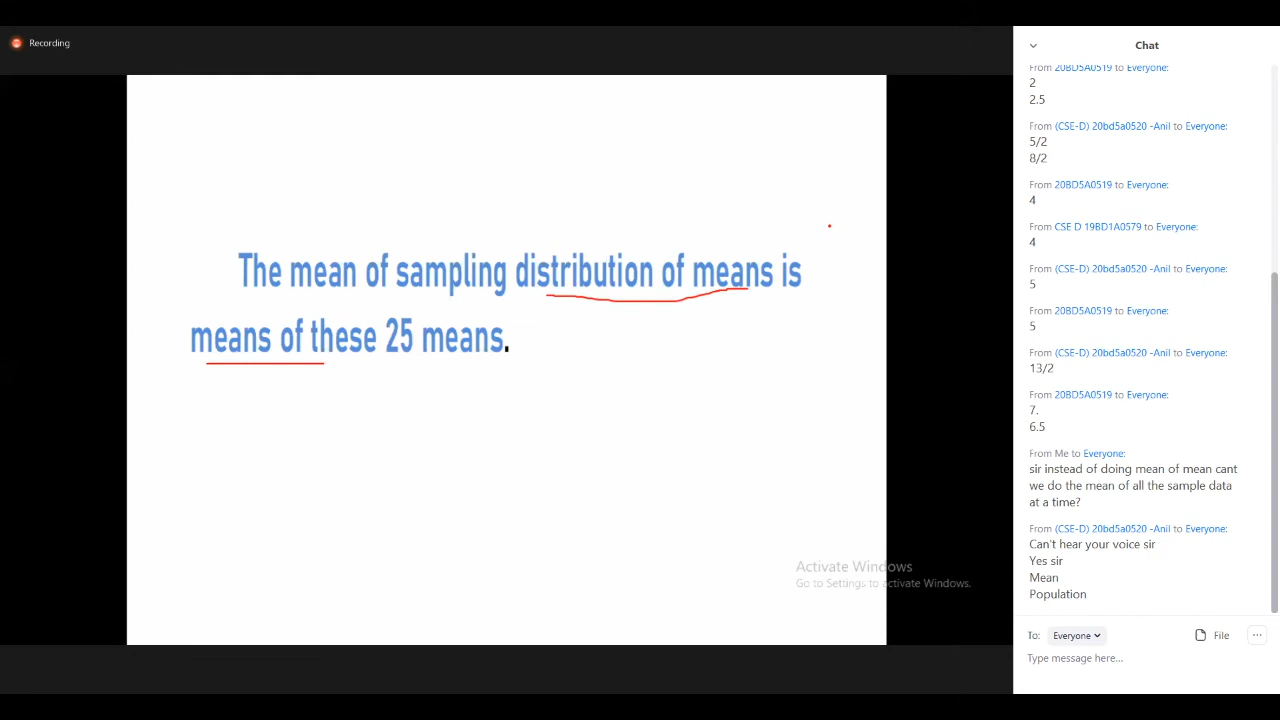 Recording
The mean of sampling distribution of means is
means of these 25 means.
Activate Windows
Go to Settings to activate Windows.
Chat
From 20BD5A0519 to Everyone:
2
2.5
From (CSE-D) 20bd5a0520 -Anil to Everyone:
5/2
8/2
From 20BD5A0519 to Everyone:
4
From CSE D 19BD1A0579 to Everyone:
4
From (CSE-D) 20bd5a0520 -Anil to Everyone:
5
From 20BD5A0519 to Everyone:
5
From (CSE-D) 20bd5a0520 -Anil to Everyone:
13/2
From 20BD5A0519 to Everyone:
7.
6.5
From Me to Everyone:
sir instead of doing mean of mean cant
we do the mean of all the sample data
at a time?
From (CSE-D) 20bd5a0520 -Anil to Everyone:
Can't hear your voice sir
Yes sir
Mean
Population
To: Everyone File
Type message here...